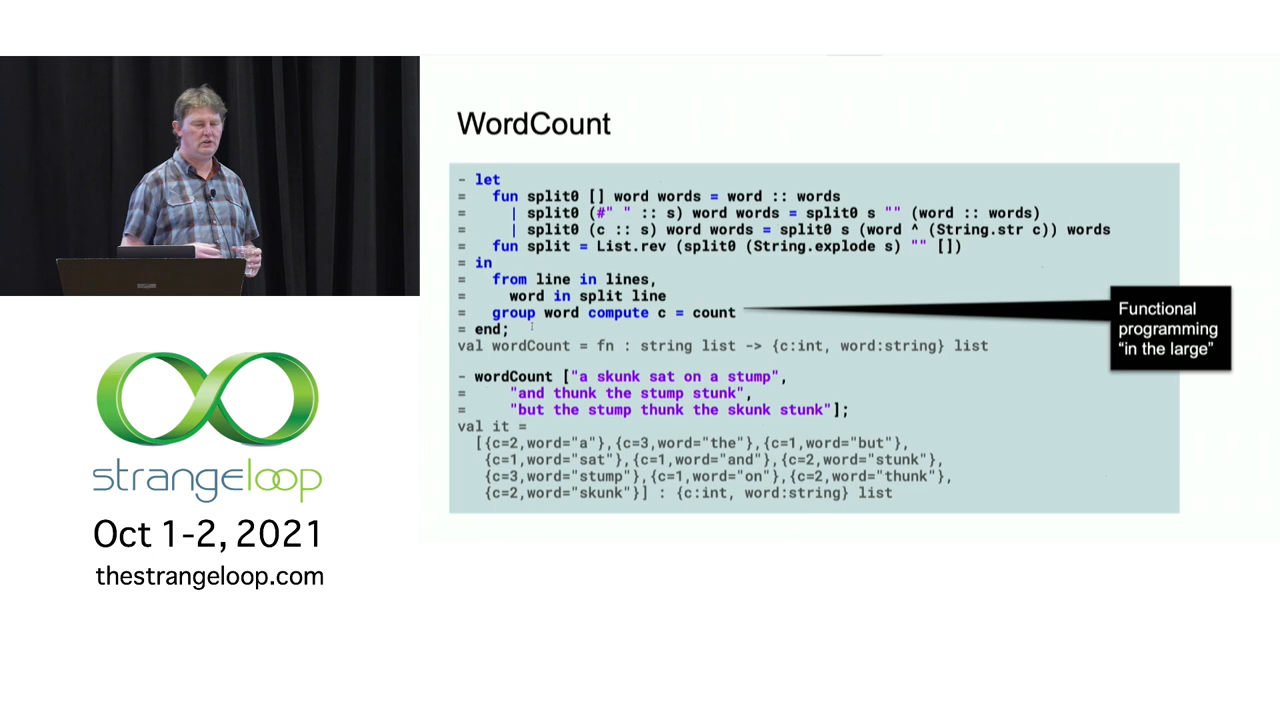 WordCount
- let
=   fun split0 [] word words = word :: words
=     | split0 (#" " :: s) word words = split0 s "" (word :: words)
=     | split0 (c :: s) word words = split0 s (word ^ (String.str c)) words
=   fun split = List.rev (split0 (String.explode s) "" [])
= in
=   from line in lines,
=     word in split line
=   group word compute c = count
= end;
val wordCount = fn : string list -> {c:int, word:string} list
- wordCount ["a skunk sat on a stump",
=     "and thunk the stump stunk",
=     "but the stump thunk the skunk stunk"];
val it =
  [{c=2,word="a"},{c=3,word="the"},{c=1,word="but"},
   {c=1,word="sat"},{c=1,word="and"},{c=2,word="stunk"},
   {c=3,word="stump"},{c=1,word="on"},{c=2,word="thunk"},
   {c=2,word="skunk"}] : {c:int, word:string} list
Functional
programming
“in the large”
strangeloop
Oct 1-2, 2021
thestrangeloop.com